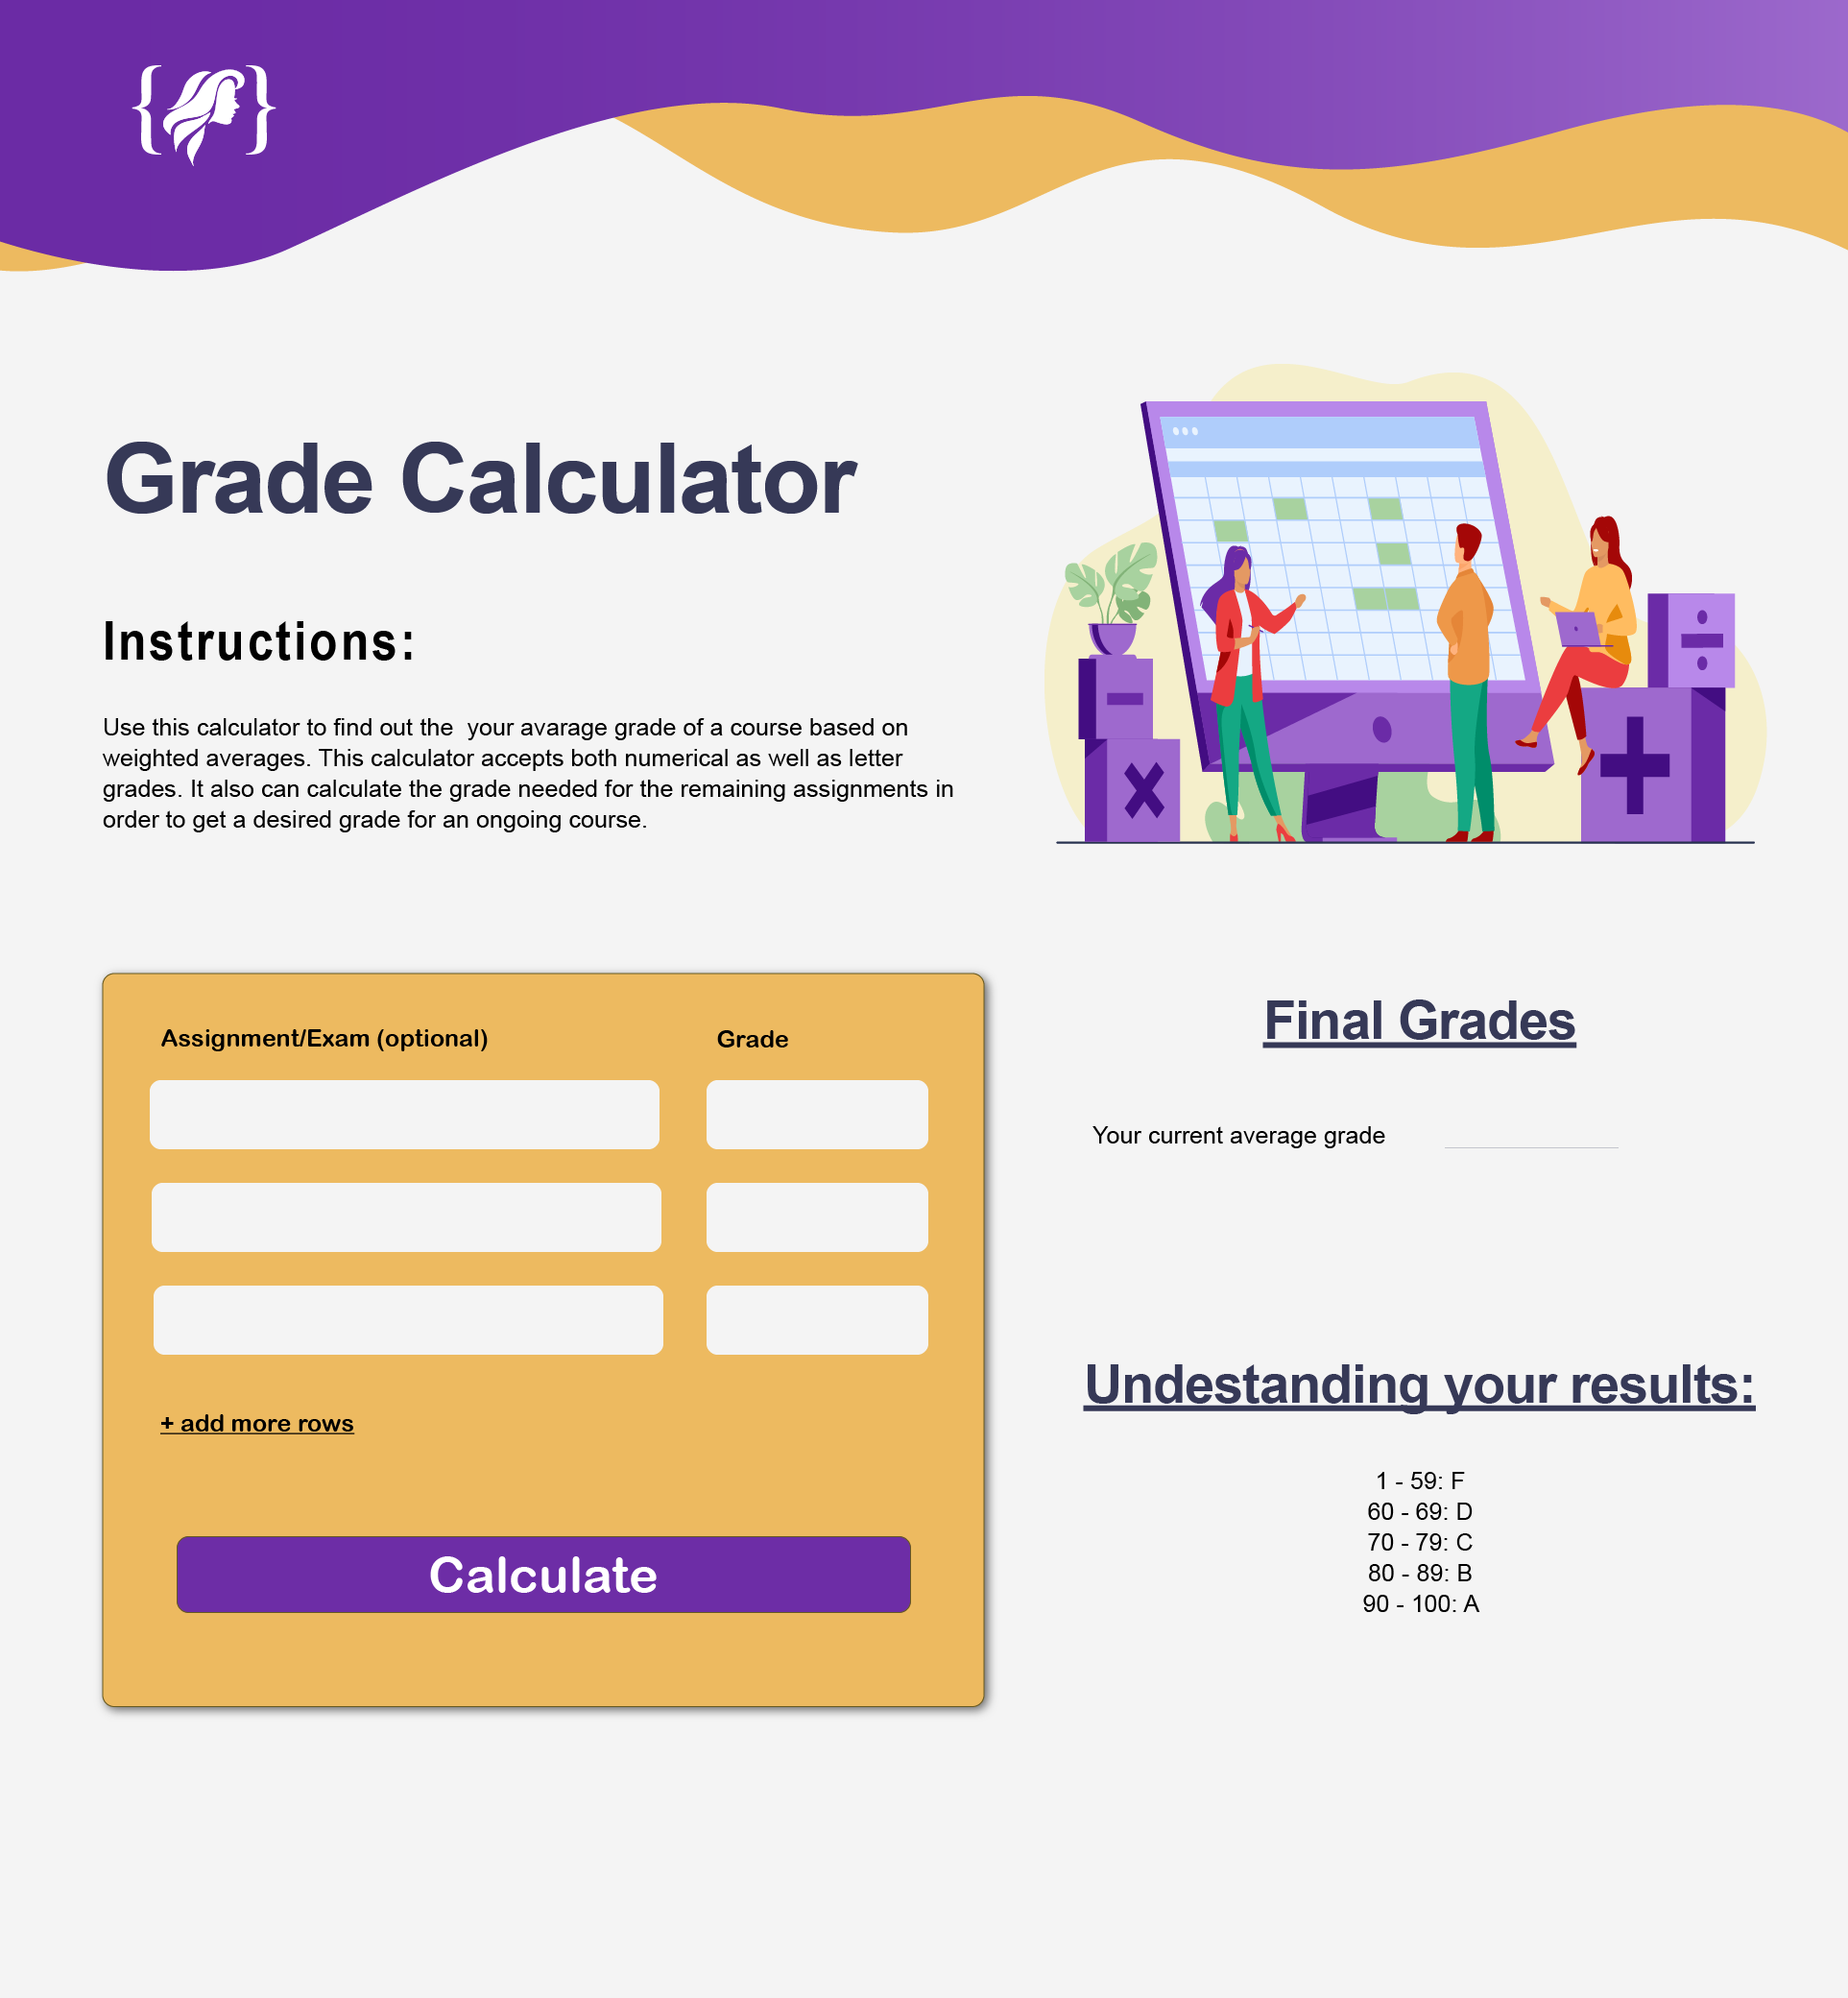 Grade Calculator
Instructions:
Use this calculator to find out the  your avarage grade of a course based on
weighted averages. This calculator accepts both numerical as well as letter
grades. It also can calculate the grade needed for the remaining assignments in
order to get a desired grade for an ongoing course.
Assignment/Exam (optional) Grade
+ add more rows
Calculate
Final Grades
Your current average grade
Undestanding your results:
1 - 59: F
60 - 69: D
70 - 79: C
80 - 89: B
90 - 100: A